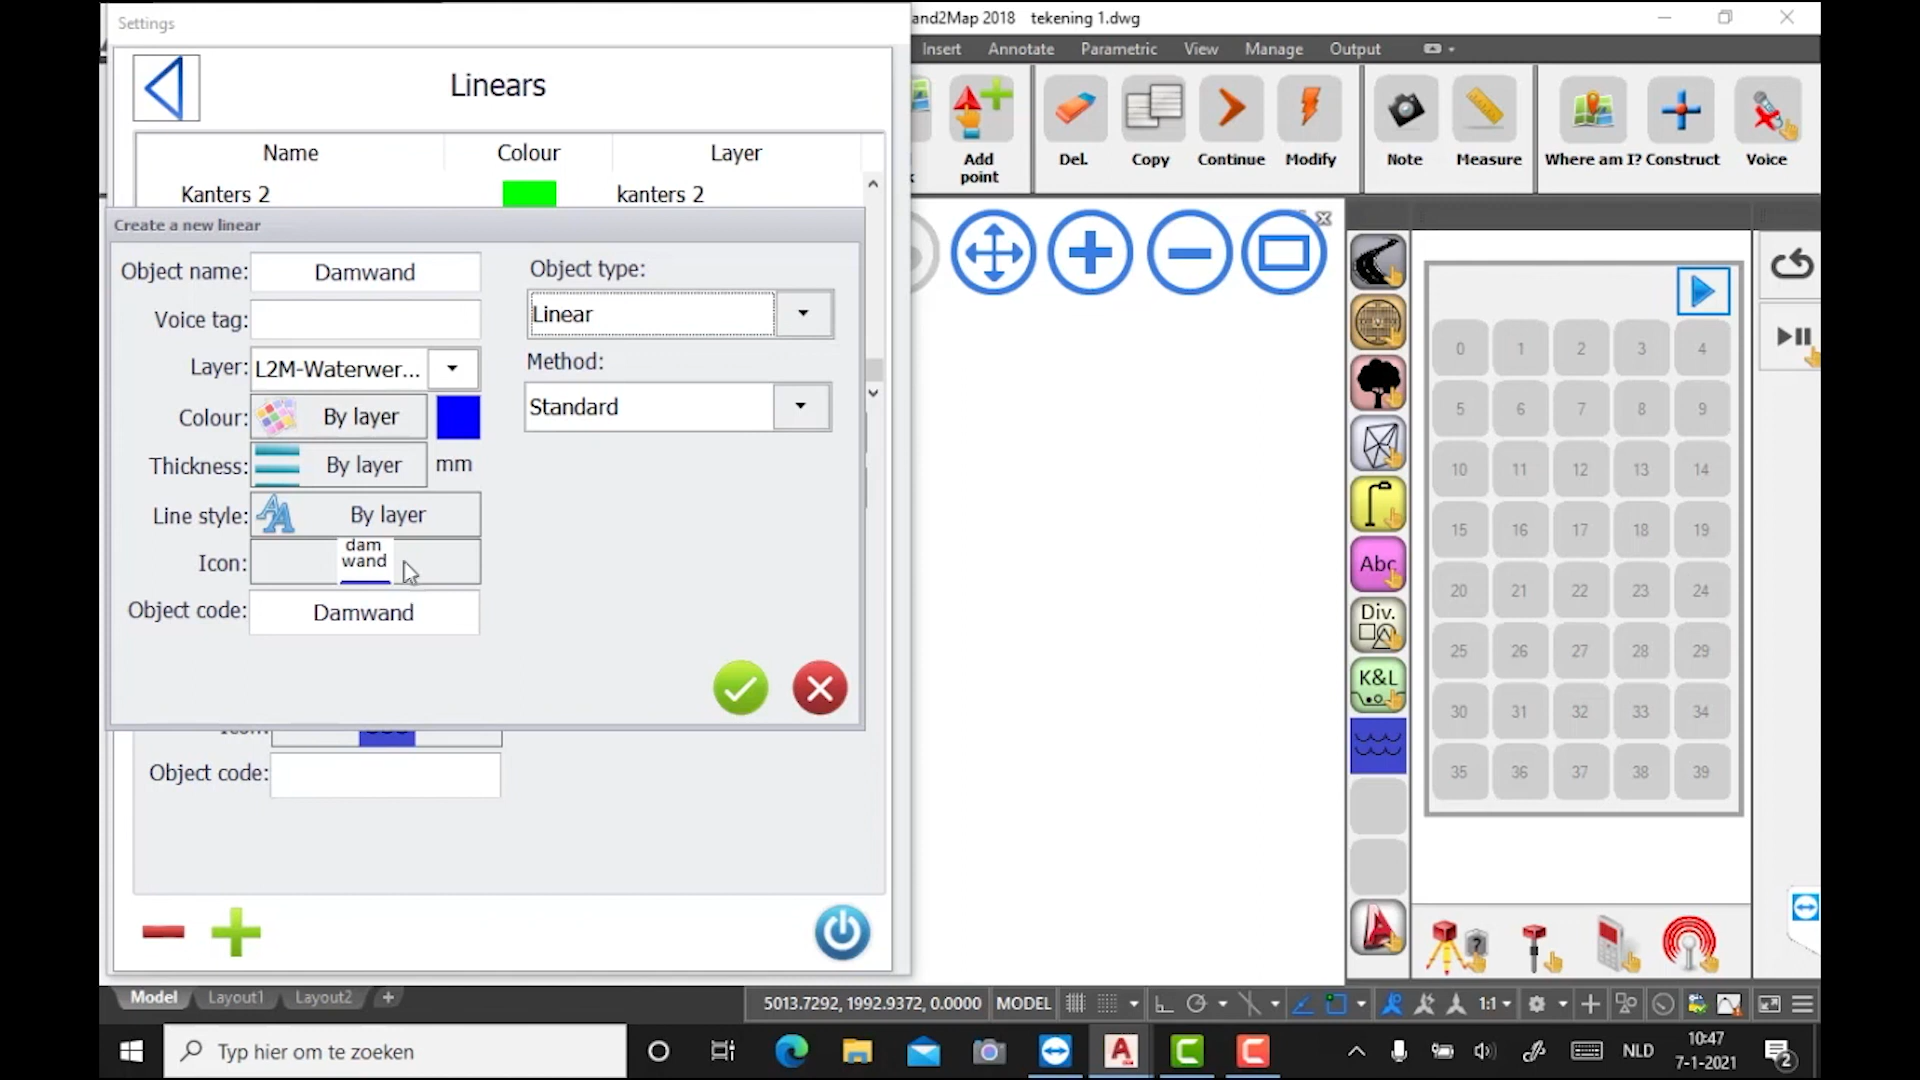 Settings
and2Map 2018 tekening 1.dwg
Insert Annotate Parametric View Manage Output
Add point
Del.
Copy
Continue
Modify
Note
Measure
Where am I?
Construct
Voice
Linears
Name Colour Layer
Kanters 2 kanters 2
Create a new linear
Object name: Damwand
Voice tag:
Layer: L2M-Waterwer...
Colour: By layer
Thickness: By layer mm
Line style: By layer
Icon: dam
wand
Object code: Damwand
Object type:
Linear
Method:
Standard
Object code:
Abc
Div.
K&L
0 1 2 3 4
5 6 7 8 9
10 11 12 13 14
15 16 17 18 19
20 21 22 23 24
25 26 27 28 29
30 31 32 33 34
35 36 37 38 39
Model Layout1 Layout2 +
5013.7292, 1992.9372, 0.0000 MODEL 1:1
Typ hier om te zoeken
NLD
10:47
7-1-2021
2